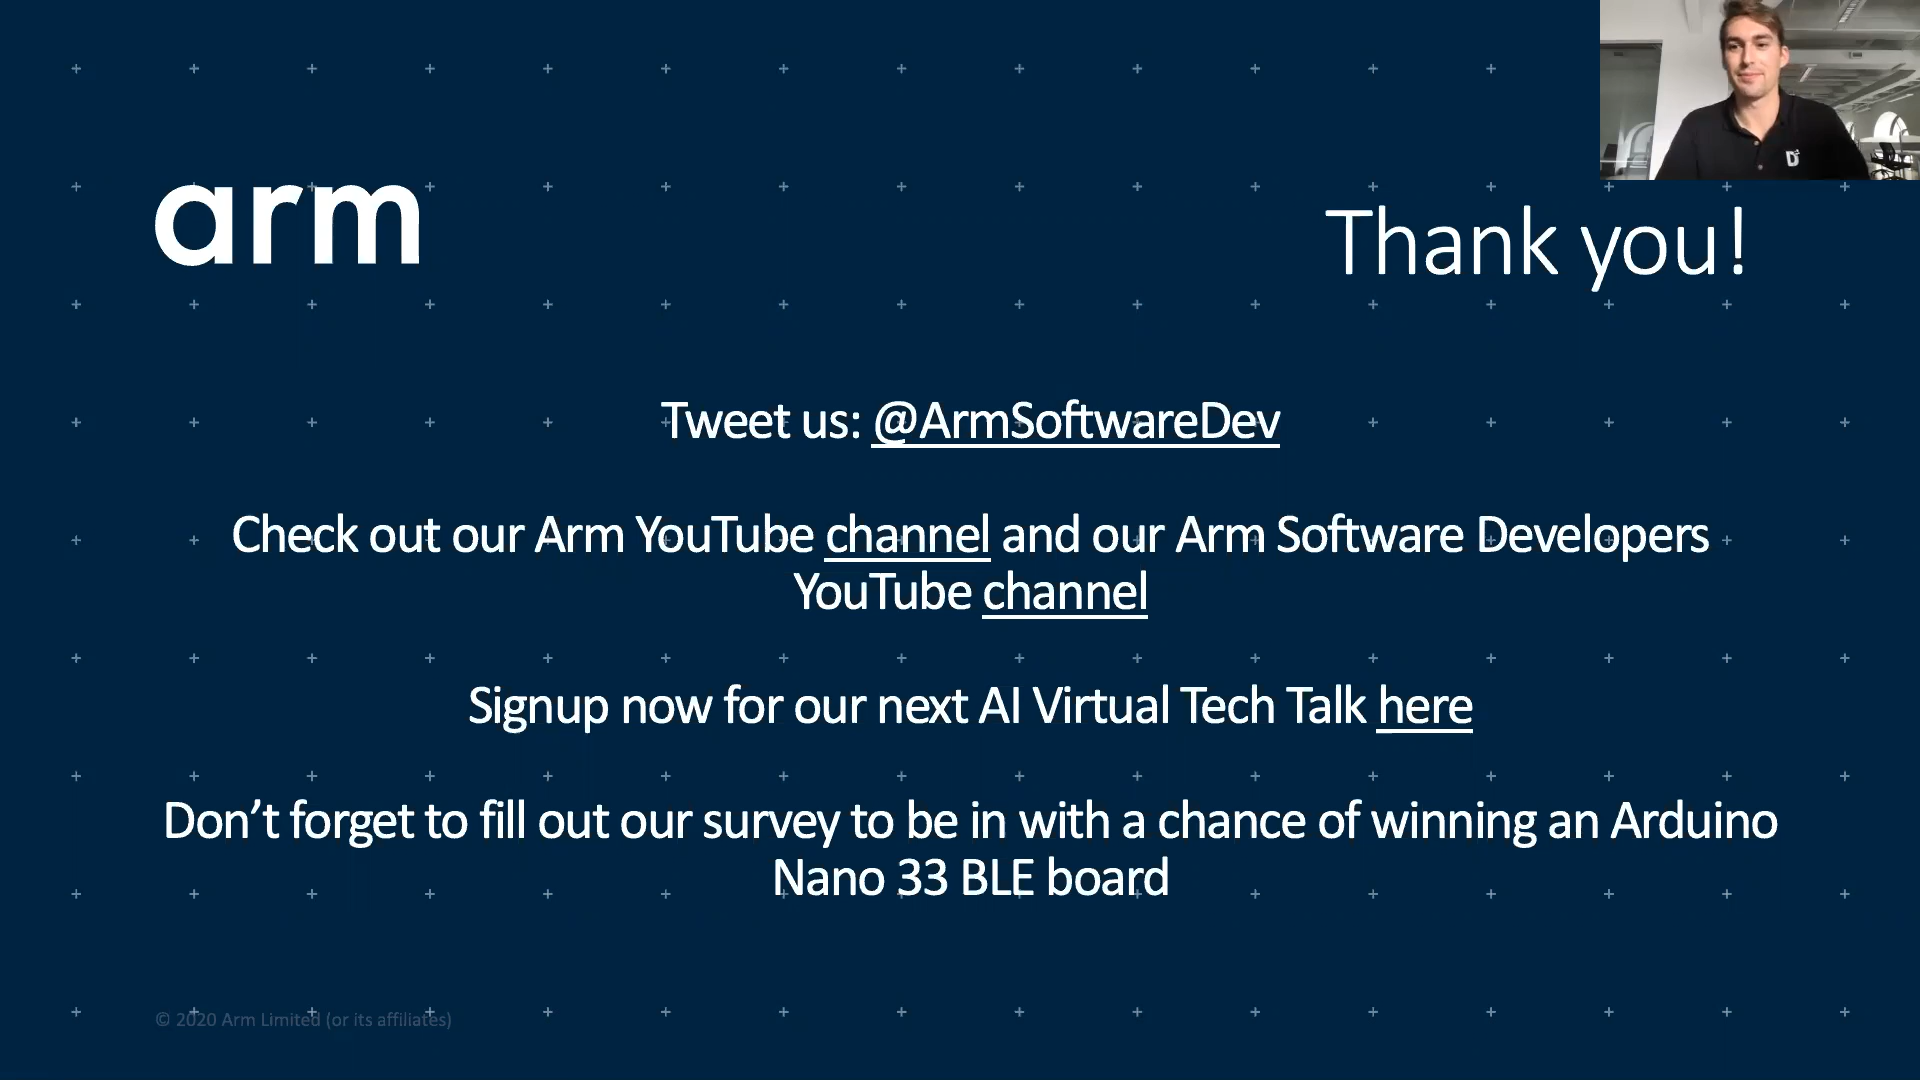 arm
Thank you!
Tweet us: @ArmSoftwareDev
Check out our Arm YouTube channel and our Arm Software Developers
YouTube channel
Signup now for our next AI Virtual Tech Talk here
Don’t forget to fill out our survey to be in with a chance of winning an Arduino
Nano 33 BLE board
© 2020 Arm Limited (or its affiliates)